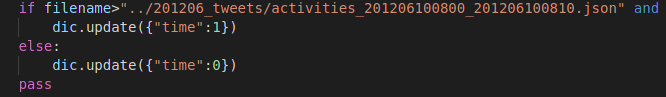 if filename>"../201206_tweets/activities_201206100800_201206100810.json" and
dic.update({"time":1})
else:
dic.update({"time":0})
pass